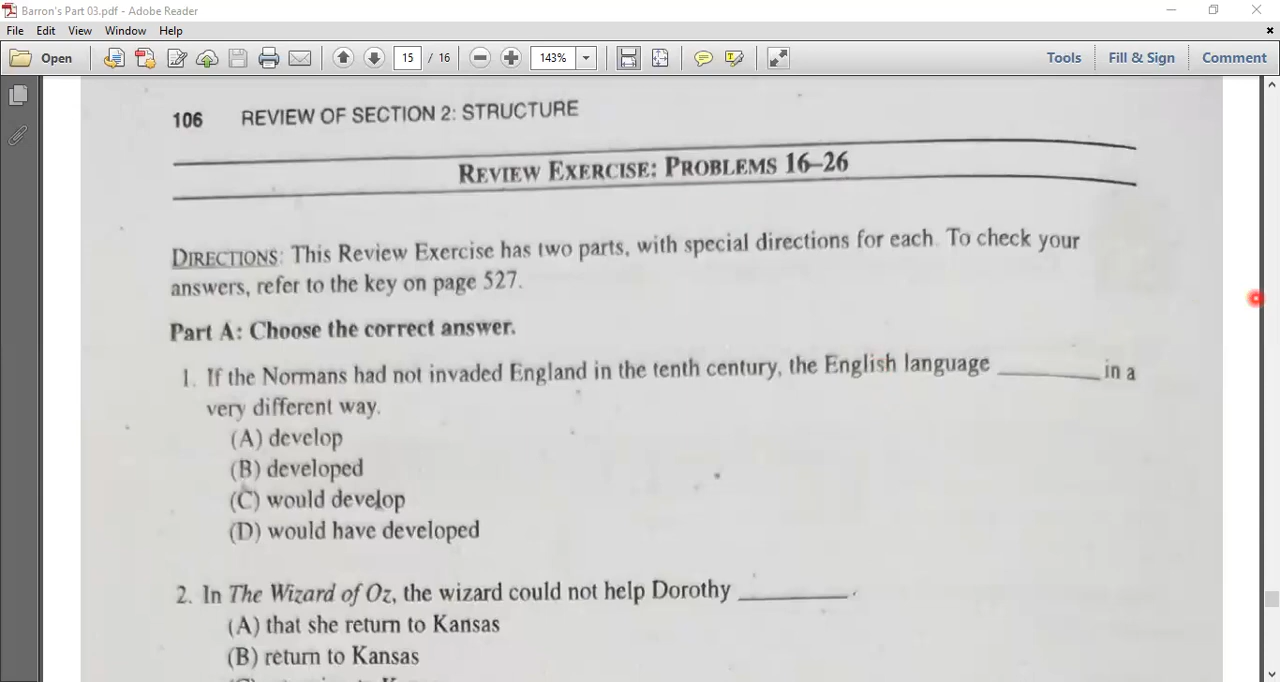 Barron's Part 03.pdf - Adobe Reader
File Edit View Window Help
Open 15 / 16 143% Tools Fill & Sign Comment
106 REVIEW OF SECTION 2: STRUCTURE
REVIEW EXERCISE: PROBLEMS 16–26
DIRECTIONS: This Review Exercise has two parts, with special directions for each. To check your
answers, refer to the key on page 527.
Part A: Choose the correct answer.
1. If the Normans had not invaded England in the tenth century, the English language ________ in a
very different way.
(A) develop
(B) developed
(C) would develop
(D) would have developed
2. In The Wizard of Oz, the wizard could not help Dorothy ________ .
(A) that she return to Kansas
(B) return to Kansas